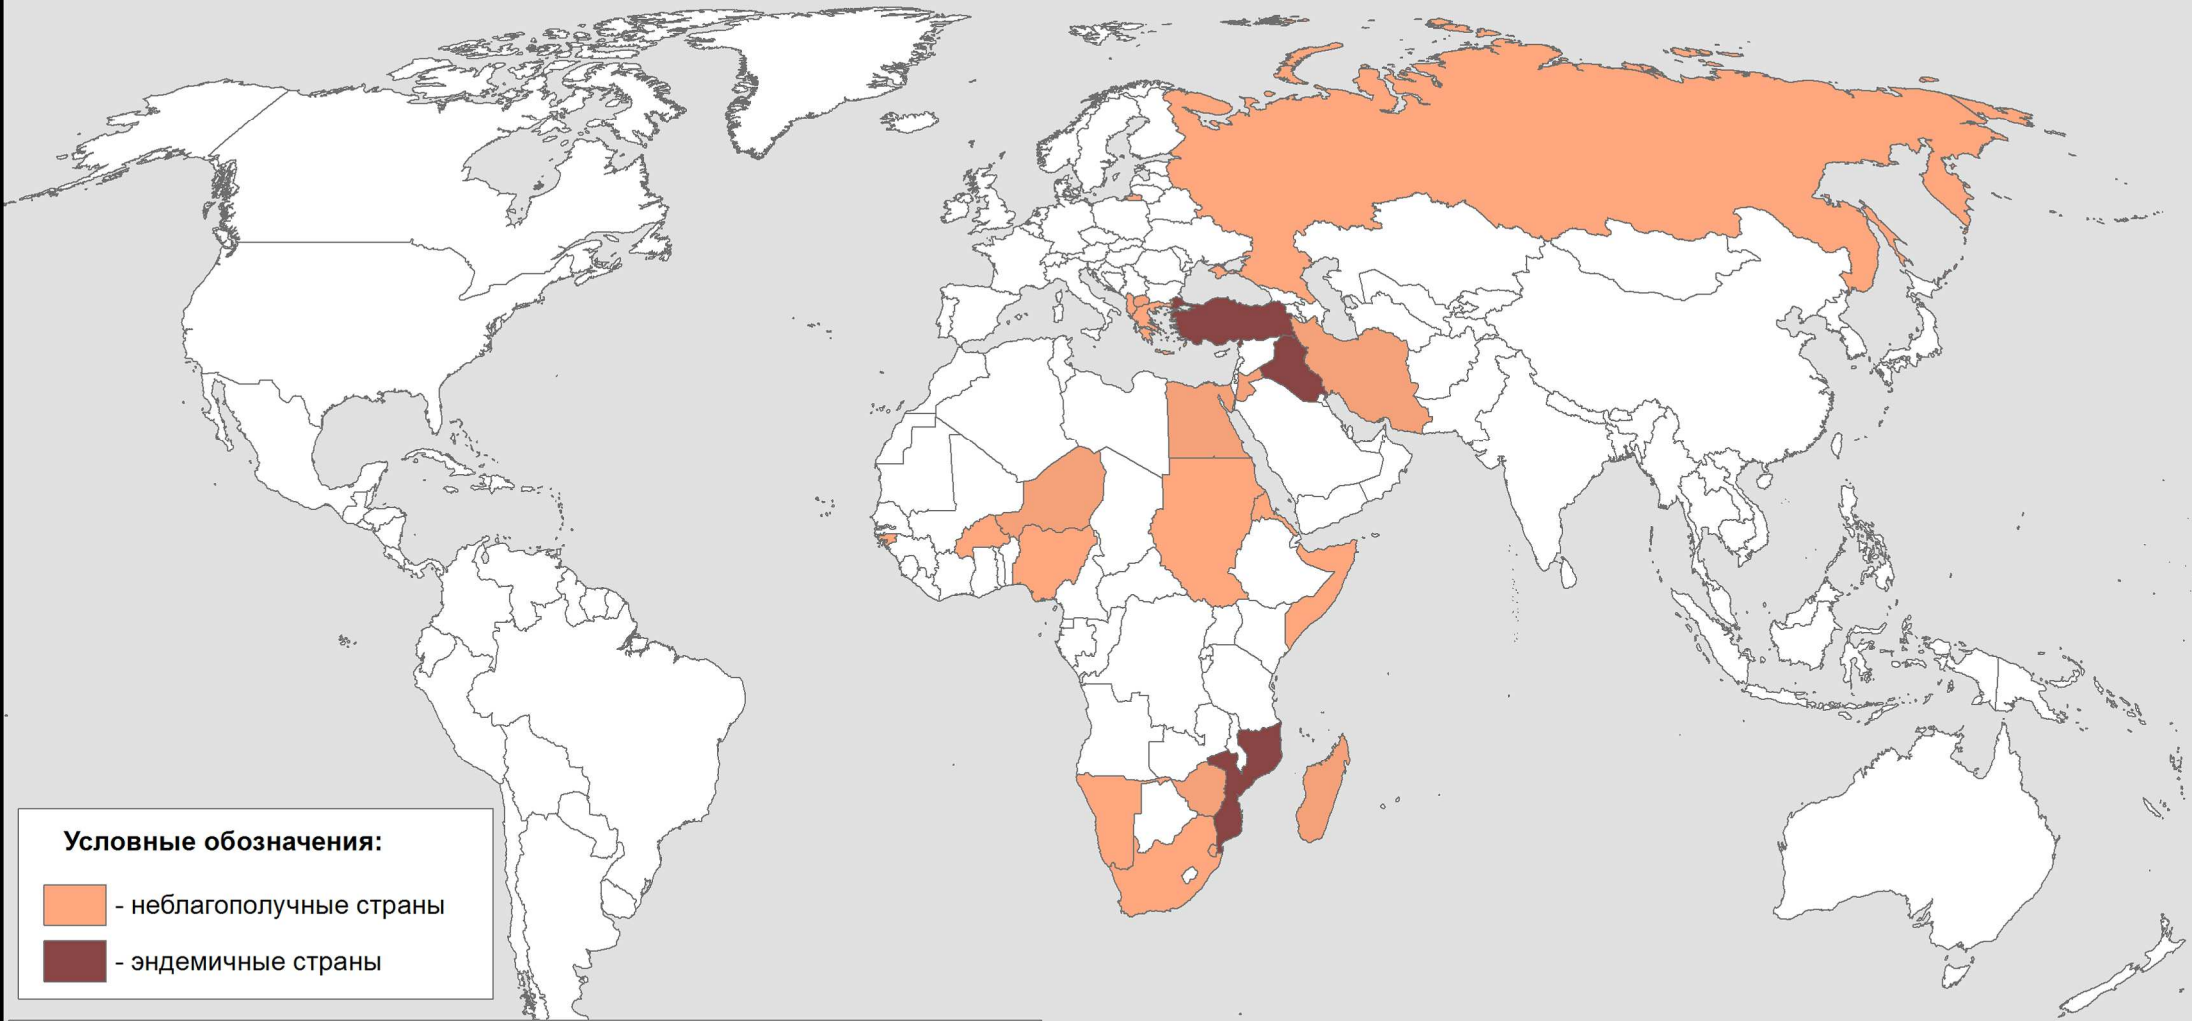 Условные обозначения:
- неблагополучные страны
- эндемичные страны